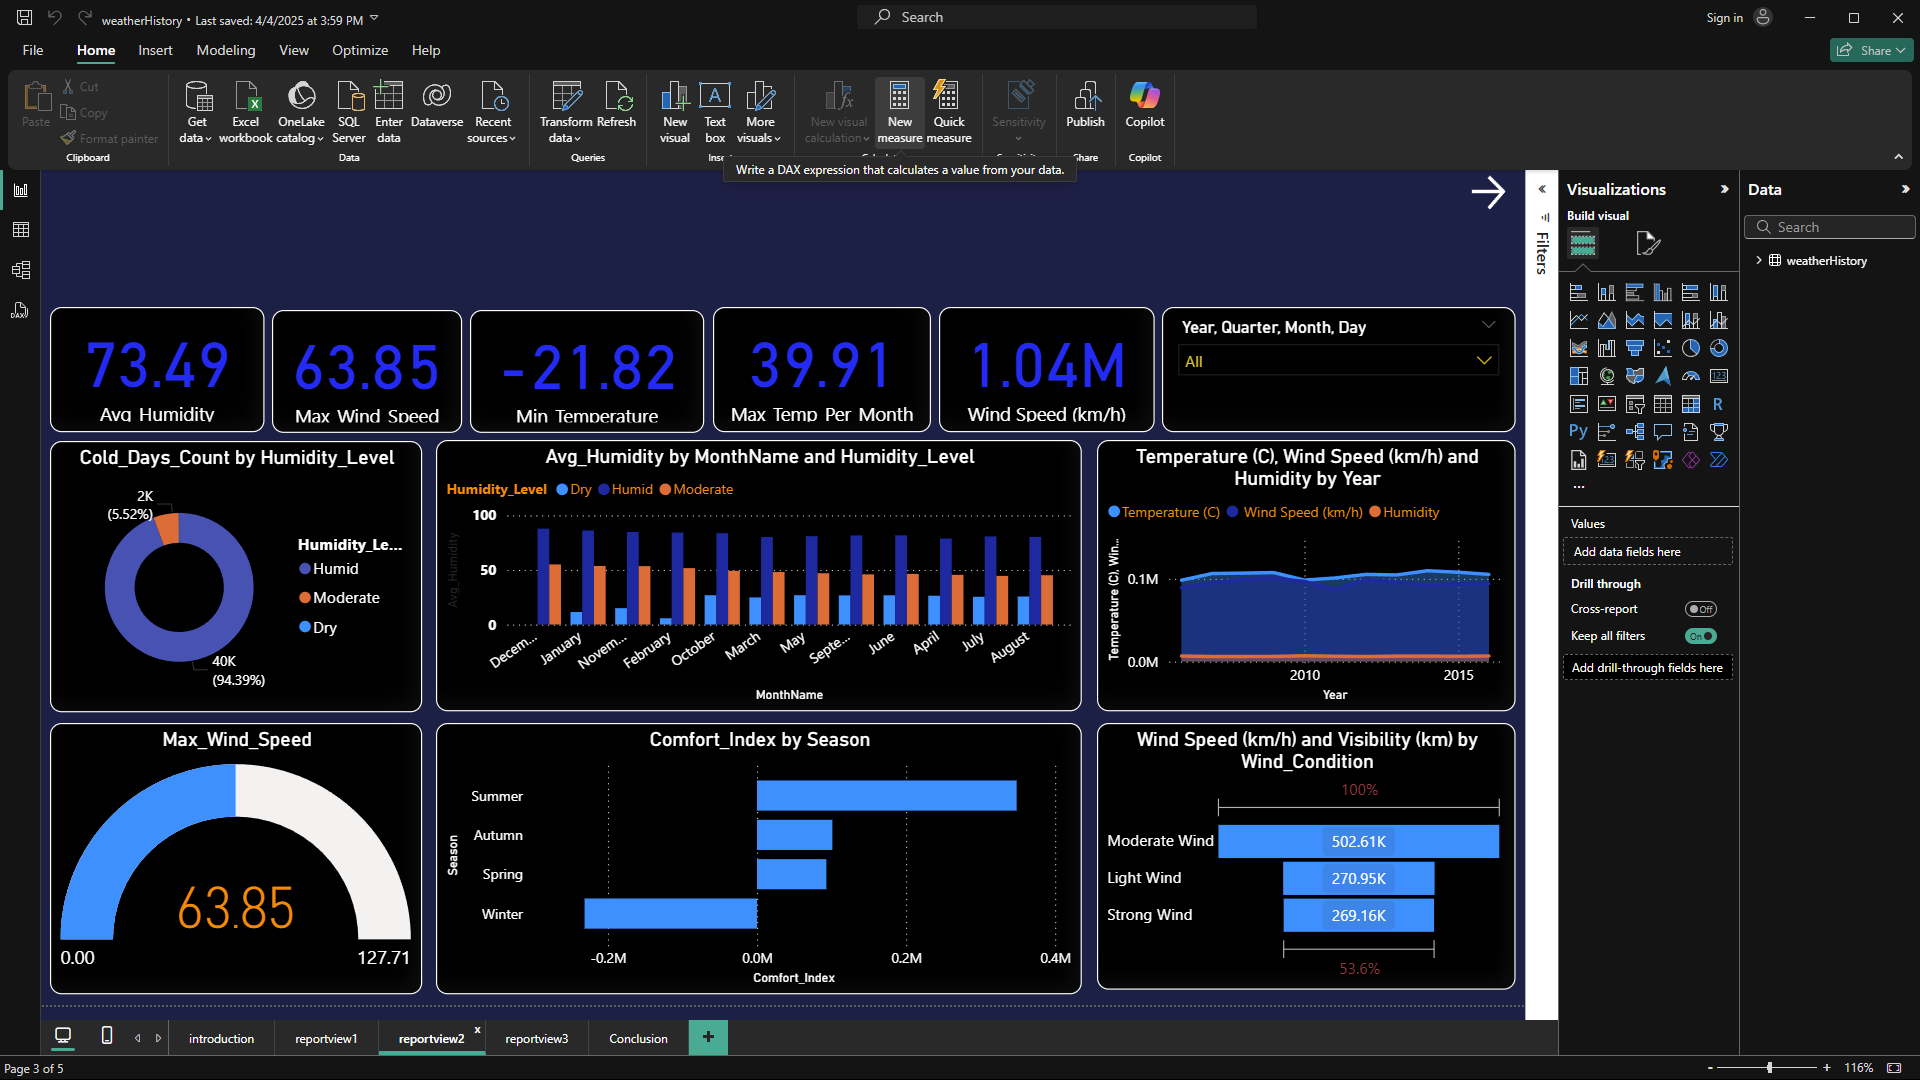 weatherHistory • Last saved: 4/4/2025 at 3:59 PM
Search
Sign in
File
Home
Insert
Modeling
View
Optimize
Help
Share
Paste
Cut
Copy
Format painter
Clipboard
Get data
Excel workbook
OneLake catalog
SQL Server
Enter data
Dataverse
Recent sources
Data
Transform data
Refresh
Queries
New visual
Text box
More visuals
New visual calculation
New measure
Quick measure
Sensitivity
Publish
Share
Copilot
Copilot
Write a DAX expression that calculates a value from your data.
73.49
Avg Humidity
63.85
Max Wind Speed
-21.82
Min Temperature
39.91
Max Temp Per Month
1.04M
Wind Speed (km/h)
Year, Quarter, Month, Day
All
Cold_Days_Count by Humidity_Level
2K
(5.52%)
40K
(94.39%)
Humidity_Le...
Humid
Moderate
Dry
Avg_Humidity by MonthName and Humidity_Level
Humidity_Level Dry Humid Moderate
Avg_Humidity
100
50
0
Decem...
January
Novem...
February
October
March
May
Septe...
June
April
July
August
MonthName
Temperature (C), Wind Speed (km/h) and
Humidity by Year
Temperature (C) Wind Speed (km/h) Humidity
Temperature (C), Win...
0.1M
0.0M
2010
2015
Year
Max_Wind_Speed
63.85
0.00
127.71
Comfort_Index by Season
Season
Summer
Autumn
Spring
Winter
-0.2M
0.0M
0.2M
0.4M
Comfort_Index
Wind Speed (km/h) and Visibility (km) by
Wind_Condition
100%
Moderate Wind 502.61K
Light Wind 270.95K
Strong Wind 269.16K
53.6%
Filters
Visualizations
Build visual
R
Py
123
...
Values
Add data fields here
Drill through
Cross-report
Off
Keep all filters
On
Add drill-through fields here
Data
Search
weatherHistory
DAX
introduction
reportview1
reportview2
x
reportview3
Conclusion
+
Page 3 of 5
- + 116%